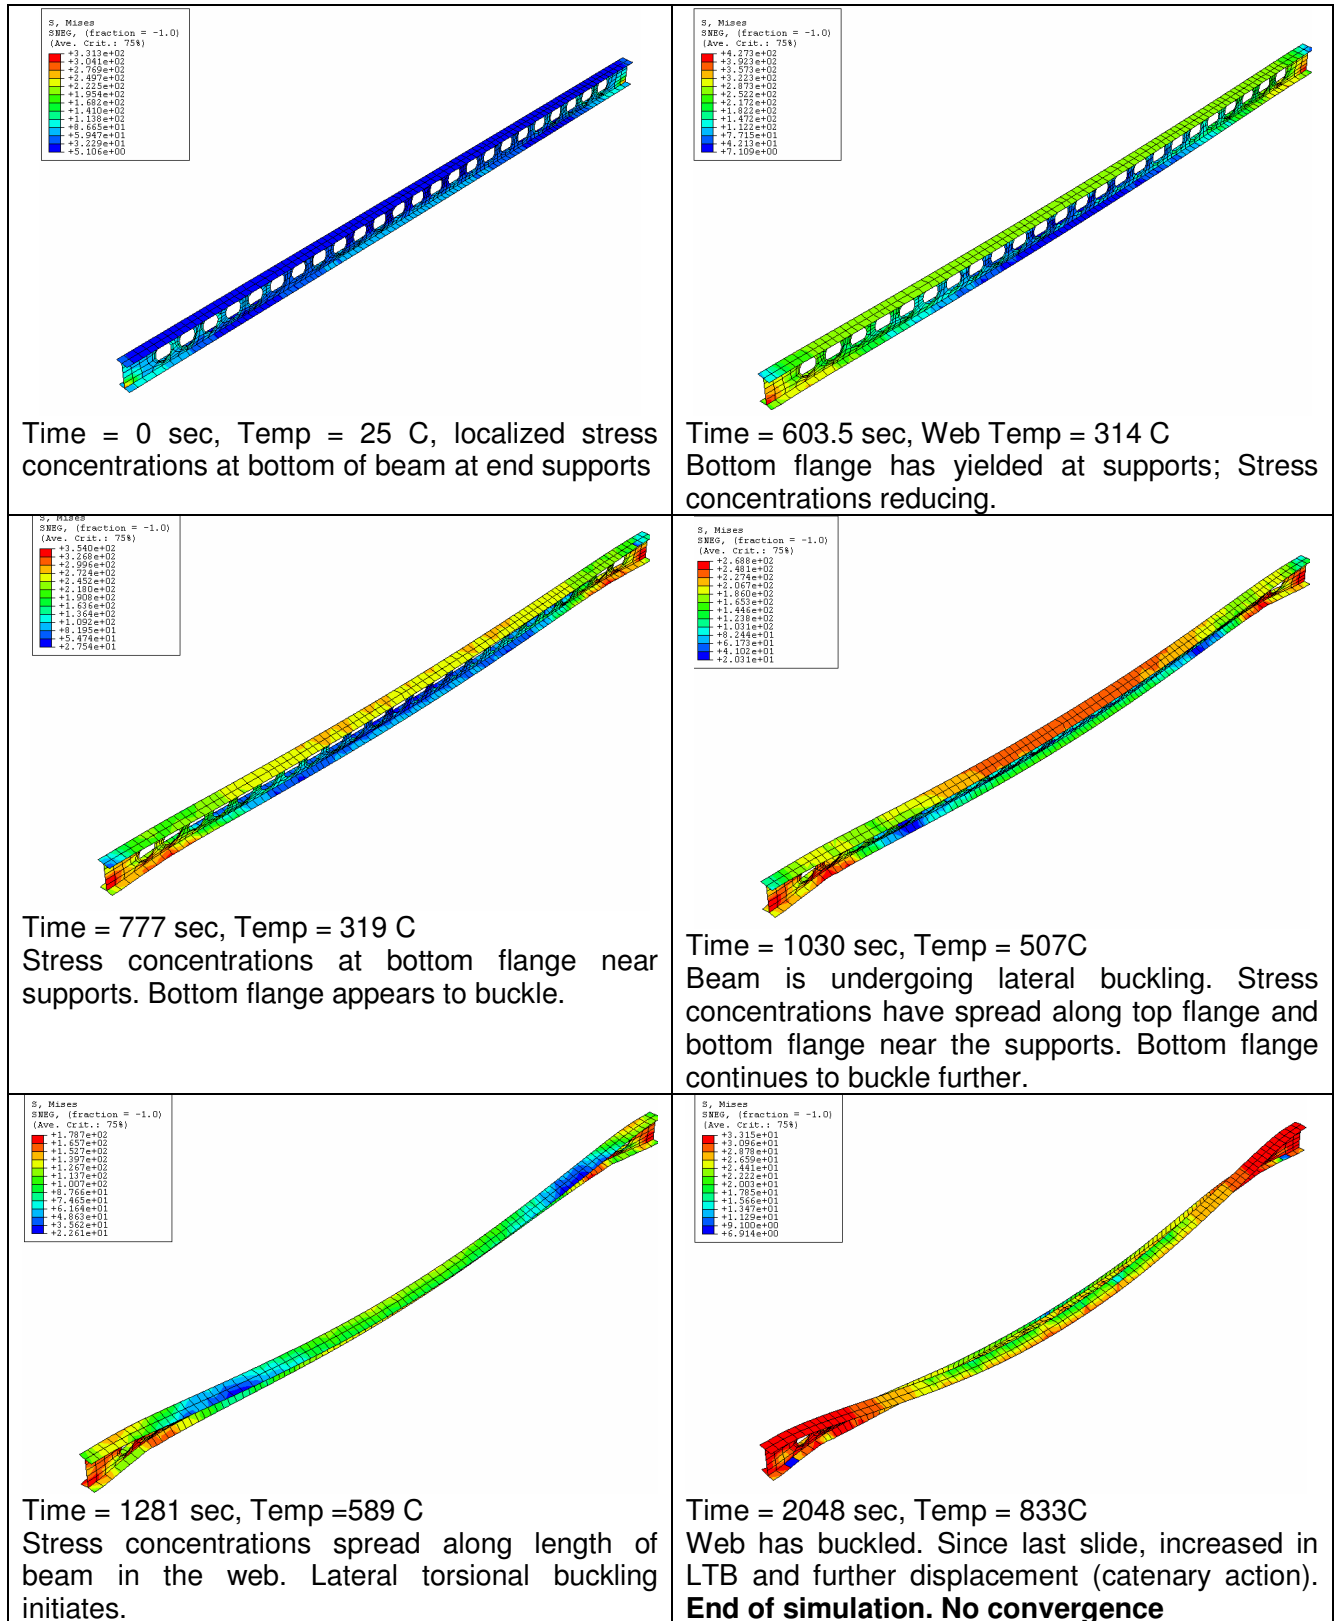 S, Mises
SNEG, (fraction = -1.0)
(Ave. Crit.: 75%)
+3.313e+02
+3.041e+02
+2.769e+02
+2.497e+02
+2.225e+02
+1.954e+02
+1.682e+02
+1.410e+02
+1.138e+02
+8.665e+01
+5.947e+01
+3.229e+01
+5.106e+00
Time = 0 sec, Temp = 25 C, localized stress
concentrations at bottom of beam at end supports
S, Mises
SNEG, (fraction = -1.0)
(Ave. Crit.: 75%)
+4.273e+02
+3.923e+02
+3.573e+02
+3.223e+02
+2.873e+02
+2.522e+02
+2.172e+02
+1.822e+02
+1.472e+02
+1.122e+02
+7.715e+01
+4.213e+01
+7.109e+00
Time = 603.5 sec, Web Temp = 314 C
Bottom flange has yielded at supports; Stress
concentrations reducing.
S, Mises
SNEG, (fraction = -1.0)
(Ave. Crit.: 75%)
+3.540e+02
+3.268e+02
+2.996e+02
+2.724e+02
+2.452e+02
+2.180e+02
+1.908e+02
+1.636e+02
+1.364e+02
+1.092e+02
+8.195e+01
+5.474e+01
+2.754e+01
Time = 777 sec, Temp = 319 C
Stress concentrations at bottom flange near
supports. Bottom flange appears to buckle.
S, Mises
SNEG, (fraction = -1.0)
(Ave. Crit.: 75%)
+2.688e+02
+2.481e+02
+2.274e+02
+2.067e+02
+1.860e+02
+1.653e+02
+1.446e+02
+1.238e+02
+1.031e+02
+8.244e+01
+6.173e+01
+4.102e+01
+2.031e+01
Time = 1030 sec, Temp = 507C
Beam is undergoing lateral buckling. Stress
concentrations have spread along top flange and
bottom flange near the supports. Bottom flange
continues to buckle further.
S, Mises
SNEG, (fraction = -1.0)
(Ave. Crit.: 75%)
+1.787e+02
+1.657e+02
+1.527e+02
+1.397e+02
+1.267e+02
+1.137e+02
+1.007e+02
+8.766e+01
+7.465e+01
+6.164e+01
+4.863e+01
+3.562e+01
+2.261e+01
Time = 1281 sec, Temp =589 C
Stress concentrations spread along length of
beam in the web. Lateral torsional buckling
initiates.
S, Mises
SNEG, (fraction = -1.0)
(Ave. Crit.: 75%)
+3.315e+01
+3.096e+01
+2.878e+01
+2.659e+01
+2.441e+01
+2.222e+01
+2.003e+01
+1.785e+01
+1.566e+01
+1.347e+01
+1.129e+01
+9.100e+00
+6.914e+00
Time = 2048 sec, Temp = 833C
Web has buckled. Since last slide, increased in
LTB and further displacement (catenary action).
End of simulation. No convergence